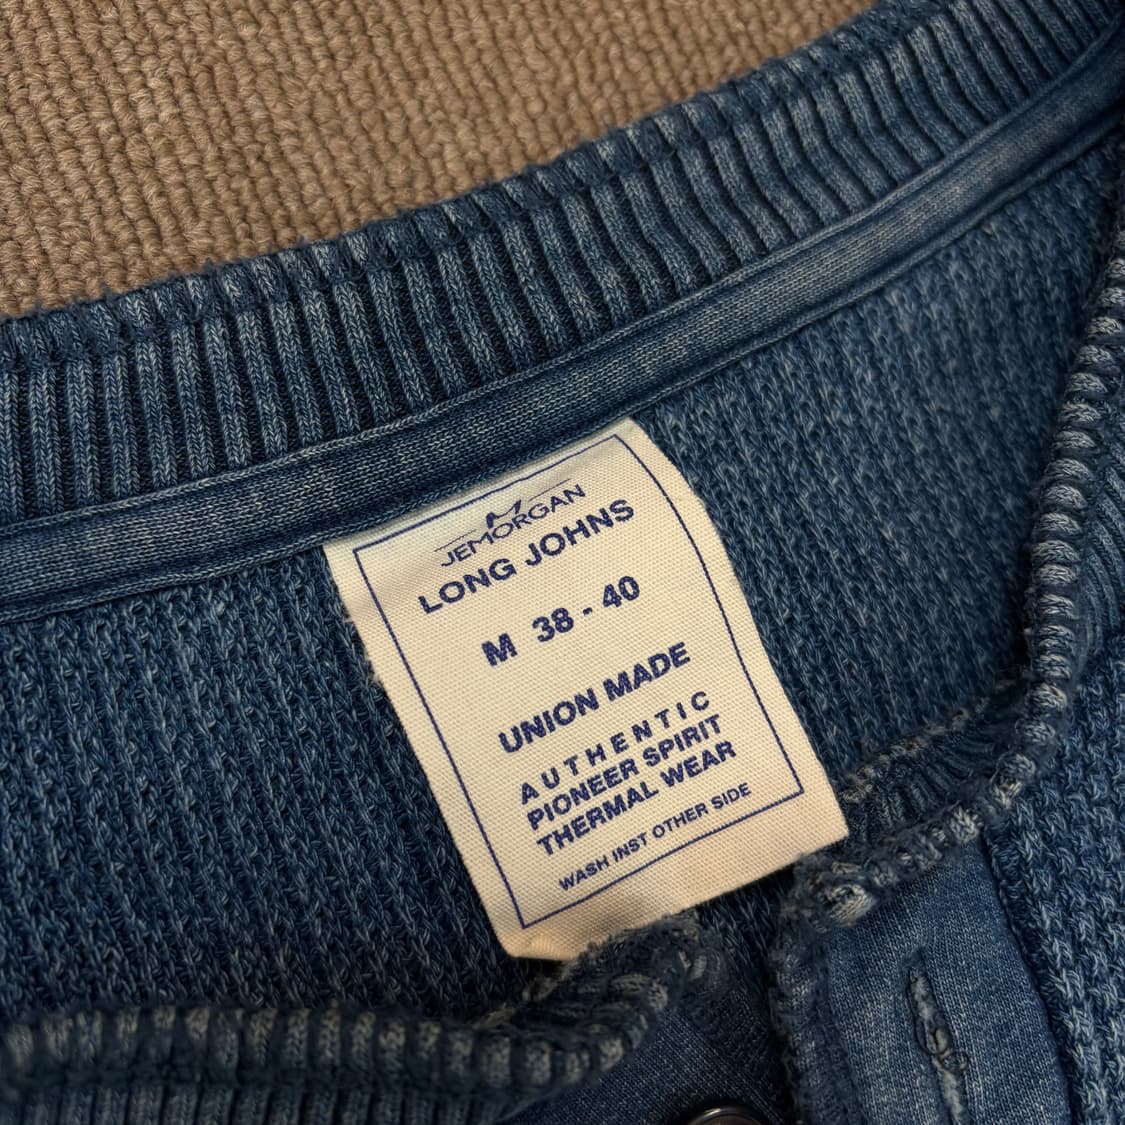 JEMORGAN
LONG JOHNS
M 38 - 40
UNION MADE
AUTHENTIC
PIONEER SPIRIT
THERMAL WEAR
WASH INST OTHER SIDE